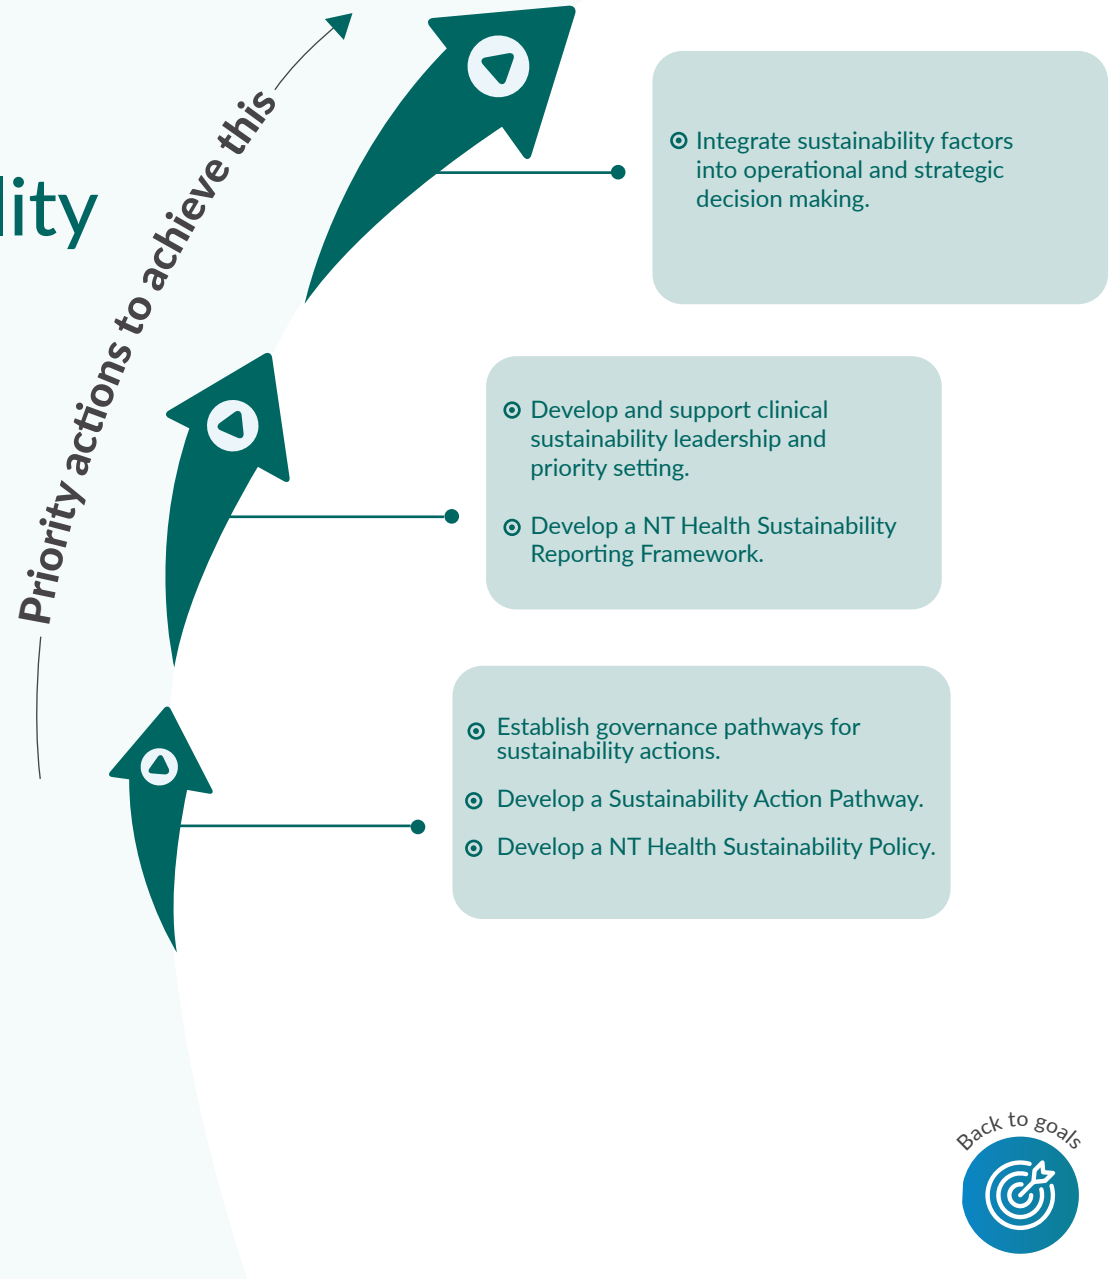 lity
Priority actions to achieve this
Integrate sustainability factors
into operational and strategic
decision making.
Develop and support clinical
sustainability leadership and
priority setting.
Develop a NT Health Sustainability
Reporting Framework.
Establish governance pathways for
sustainability actions.
Develop a Sustainability Action Pathway.
Develop a NT Health Sustainability Policy.
Back to goals